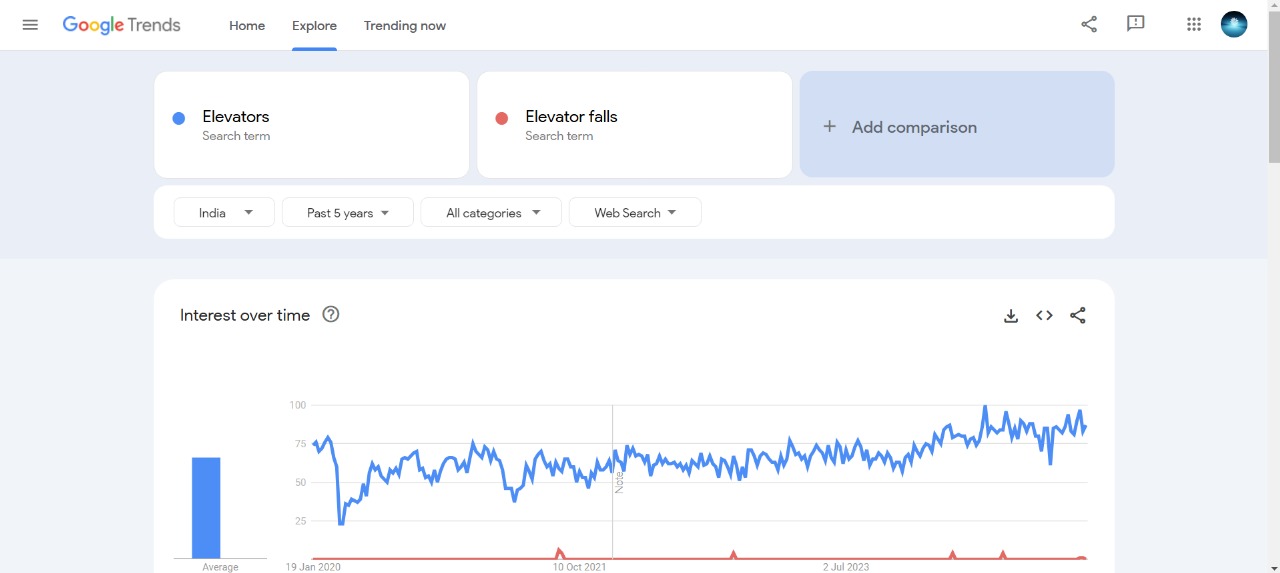 Google Trends
Home Explore Trending now
Elevators
Search term
Elevator falls
Search term
+ Add comparison
India
Past 5 years
All categories
Web Search
Interest over time
100
75
50
25
Note
Average
19 Jan 2020
10 Oct 2021
2 Jul 2023